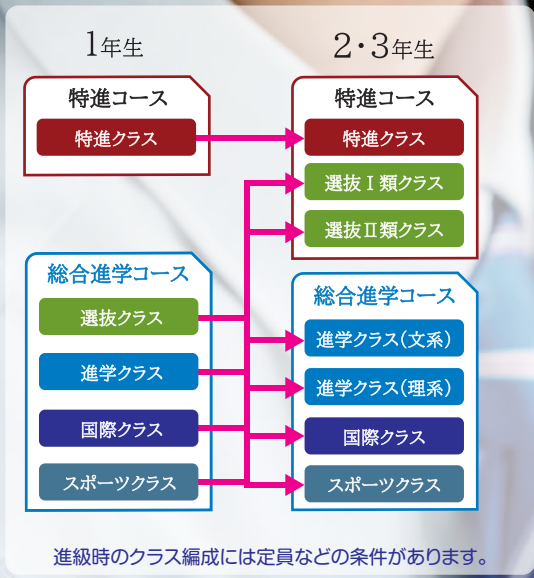 1年生
特進コース
特進クラス
総合進学コース
選抜クラス
進学クラス
国際クラス
スポーツクラス
2・3年生
特進コース
特進クラス
選抜Ⅰ類クラス
選抜Ⅱ類クラス
総合進学コース
進学クラス(文系)
進学クラス(理系)
国際クラス
スポーツクラス
進級時のクラス編成には定員などの条件があります。